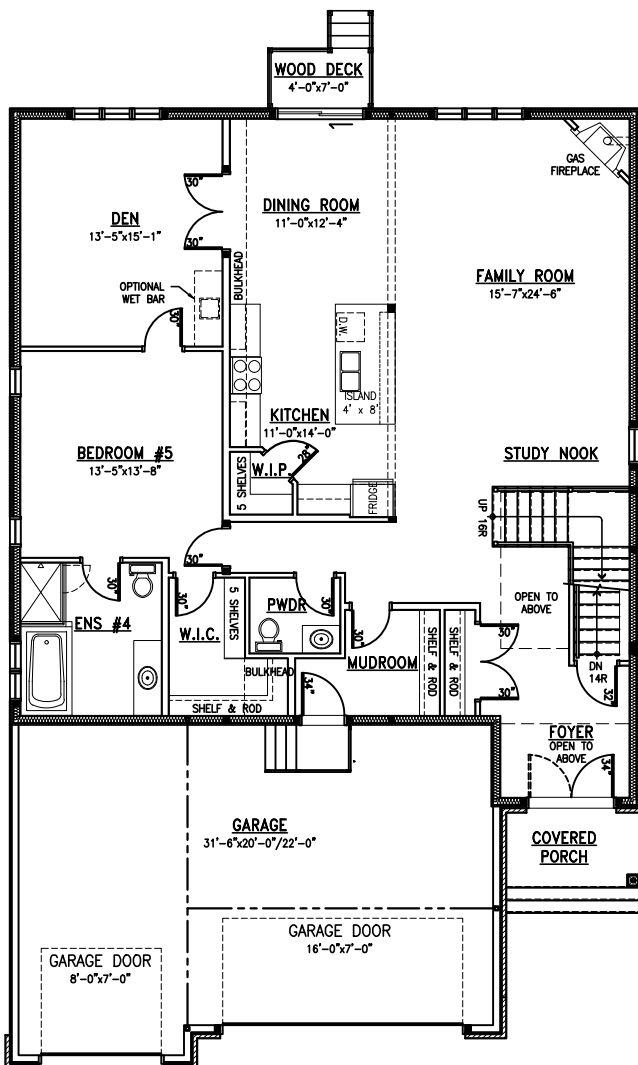 WOOD DECK
4'-0"x7'-0"
GAS
FIREPLACE
30"
DINING ROOM
11'-0"x12'-4"
DEN
13'-5"x15'-1"
30"
BULKHEAD
FAMILY ROOM
15'-7"x24'-6"
OPTIONAL
WET BAR
30"
D.W.
ISLAND
4' x 8'
KITCHEN
11'-0"x14'-0"
BEDROOM #5
13'-5"x13'-8"
28"
W.I.P.
5 SHELVES
STUDY NOOK
FRIDGE
UP
16R
30"
30"
30"
5 SHELVES
PWDR
30"
OPEN TO
ABOVE
ENS #4
W.I.C.
30"
SHELF & ROD
SHELF & ROD
30"
MUDROOM
BULKHEAD
34"
30"
DN
14R
32"
SHELF & ROD
FOYER
OPEN TO
ABOVE
34"
GARAGE
31'-6"x20'-0"/22'-0"
COVERED
PORCH
GARAGE DOOR
16'-0"x7'-0"
GARAGE DOOR
8'-0"x7'-0"